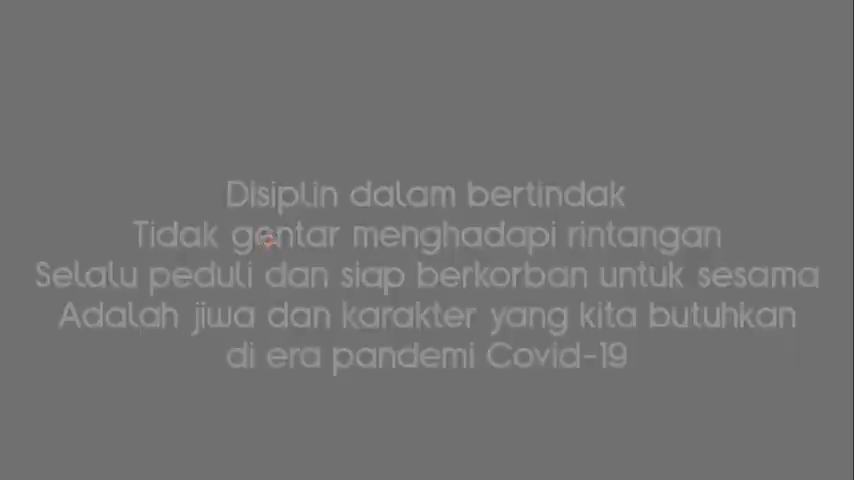 Disiplin dalam bertindak
Tidak gentar menghadapi rintangan
Selalu peduli dan siap berkorban untuk sesama
Adalah jiwa dan karakter yang kita butuhkan
di era pandemi Covid-19